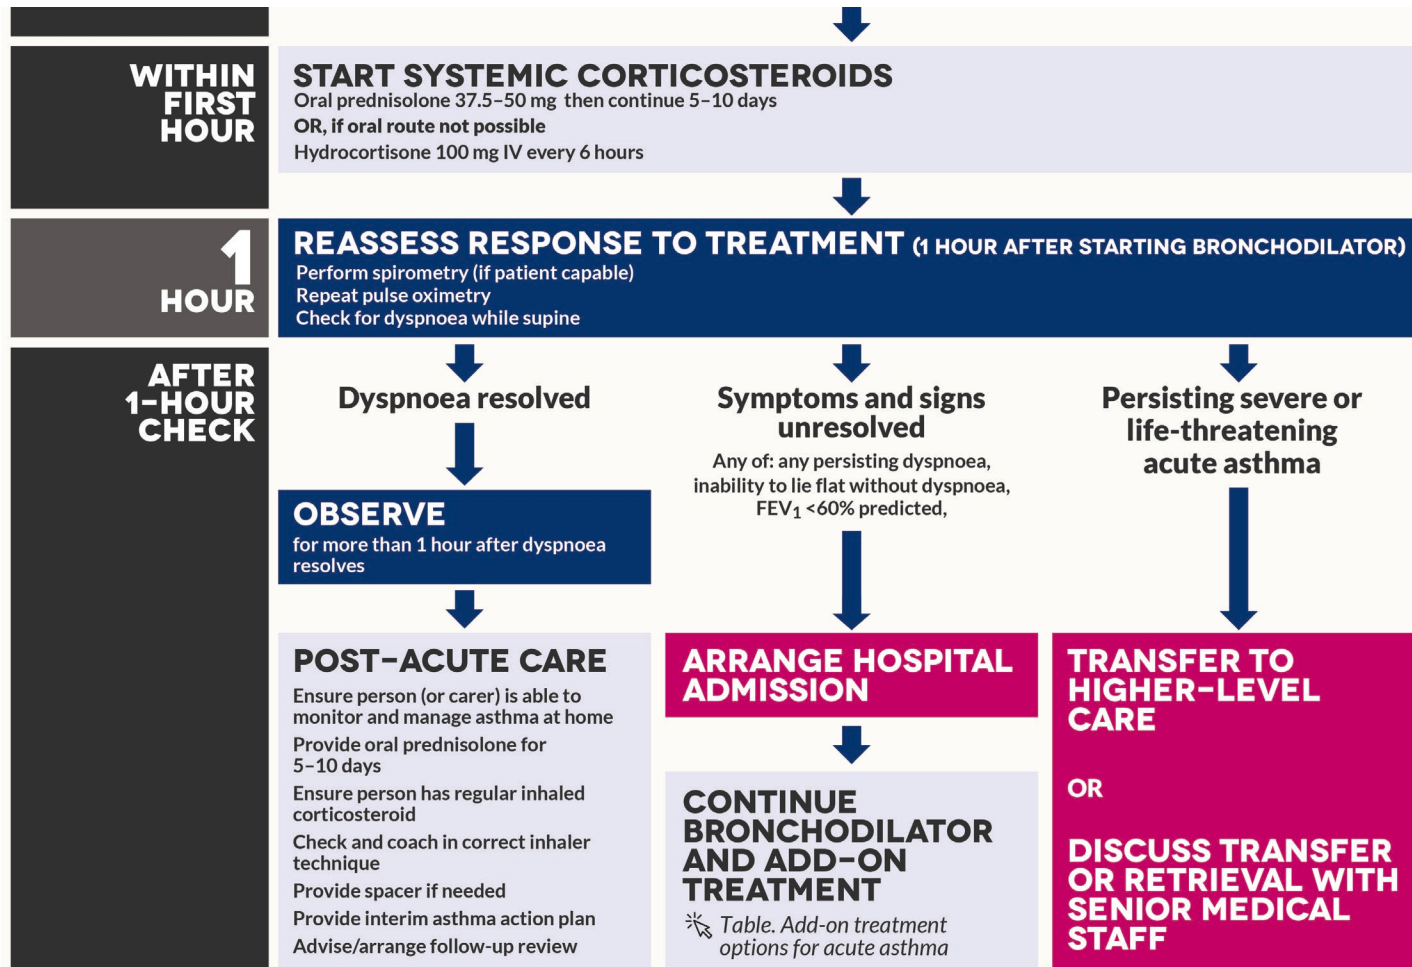 WITHIN
FIRST
HOUR
START SYSTEMIC CORTICOSTEROIDS
Oral prednisolone 37.5–50 mg then continue 5–10 days
OR, if oral route not possible
Hydrocortisone 100 mg IV every 6 hours
1
HOUR
REASSESS RESPONSE TO TREATMENT (1 HOUR AFTER STARTING BRONCHODILATOR)
Perform spirometry (if patient capable)
Repeat pulse oximetry
Check for dyspnoea while supine
AFTER
1-HOUR
CHECK
Dyspnoea resolved
OBSERVE
for more than 1 hour after dyspnoea
resolves
POST-ACUTE CARE
Ensure person (or carer) is able to
monitor and manage asthma at home
Provide oral prednisolone for
5–10 days
Ensure person has regular inhaled
corticosteroid
Check and coach in correct inhaler
technique
Provide spacer if needed
Provide interim asthma action plan
Advise/arrange follow-up review
Symptoms and signs
unresolved
Any of: any persisting dyspnoea,
inability to lie flat without dyspnoea,
FEV₁ <60% predicted,
ARRANGE HOSPITAL
ADMISSION
CONTINUE
BRONCHODILATOR
AND ADD-ON
TREATMENT
Table. Add-on treatment
options for acute asthma
Persisting severe or
life-threatening
acute asthma
TRANSFER TO
HIGHER-LEVEL
CARE
OR
DISCUSS TRANSFER
OR RETRIEVAL WITH
SENIOR MEDICAL
STAFF